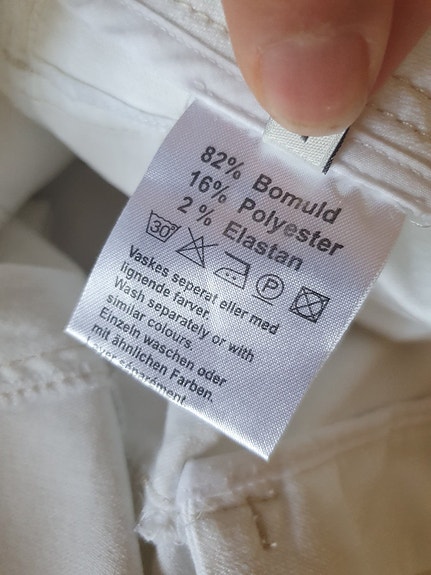 82% Bomuld
16% Polyester
2 % Elastan
30°
P
Vaskes seperat eller med
lignende farver.
Wash separately or with
similar colours.
Einzeln waschen oder
mit ähnlichen Farben.
séparément